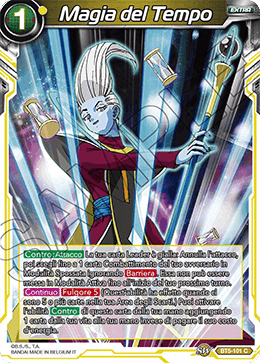 1
Magia del Tempo
EXTRA
Contro: Attacco La tua carta Leader è gialla: Annulla l'attacco,
poi scegli fino a 1 carta Combattimento del tuo avversario in
Modalità Spossata ignorando Barriera. Essa non può essere
messa in Modalità Attiva fino all'inizio del tuo prossimo turno.
Continuo Fulgore 5 (Quest'abilità ha effetto quando ci
sono 5 o più carte nella tua Area degli Scarti.) Puoi attivare
l'abilità Contro di questa carta dalla tua mano aggiungendo
1 carta dalla tua vita alla tua mano invece di pagare il suo costo
d'energia.
©B.S./S., T.A.
BANDAI MADE IN BELGIUM IT
BT5-101 C